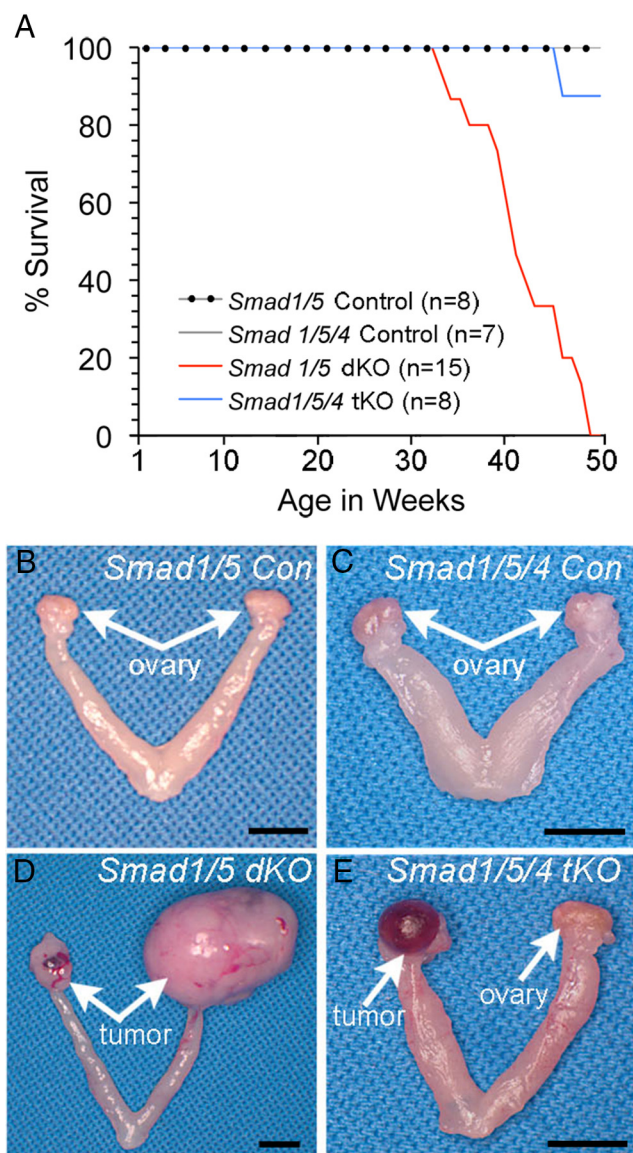 A
100
80
60
40
20
0
% Survival
Smad1/5 Control (n=8)
Smad 1/5/4 Control (n=7)
Smad 1/5 dKO (n=15)
Smad1/5/4 tKO (n=8)
1 10 20 30 40 50
Age in Weeks
B Smad1/5 Con
ovary
C Smad1/5/4 Con
ovary
D Smad1/5 dKO
tumor
E Smad1/5/4 tKO
tumor
ovary